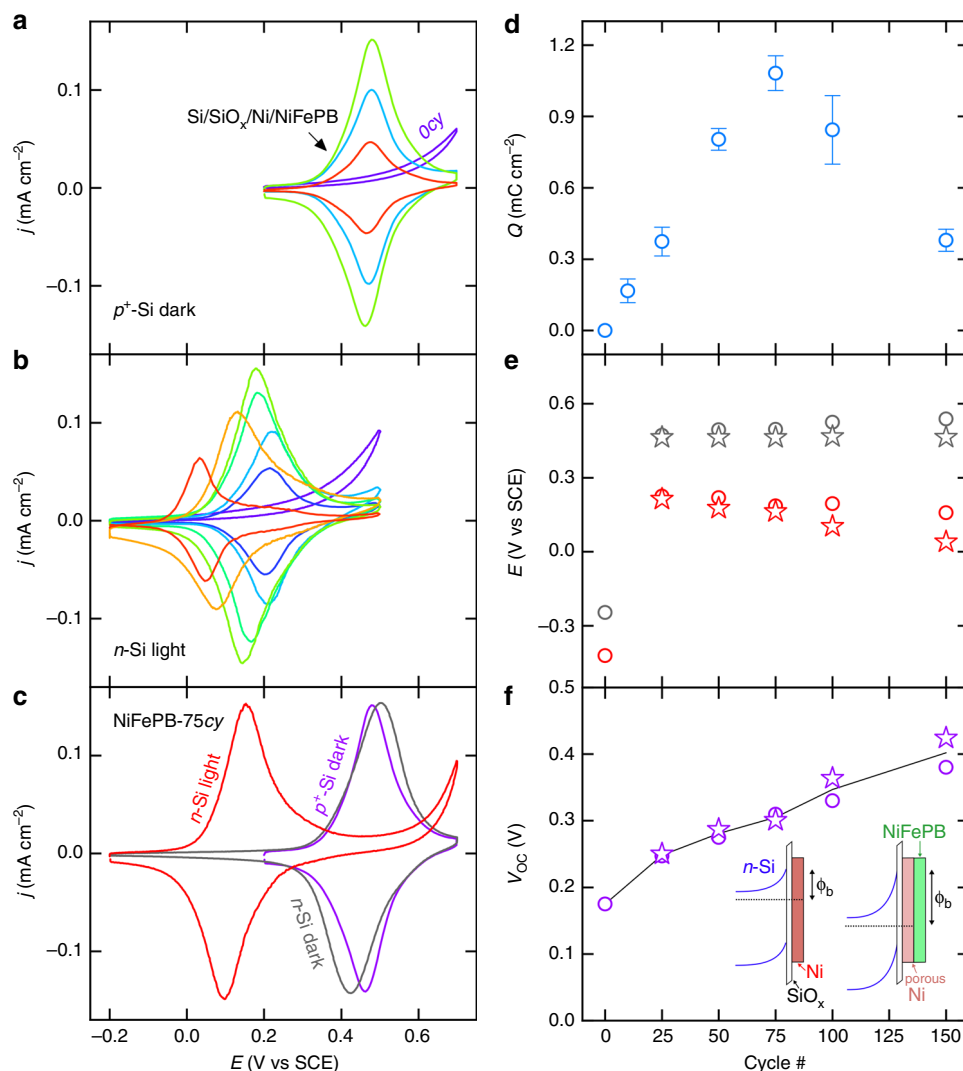 a
0.1
0.0
−0.1
j (mA cm⁻²)
Si/SiOₓ/Ni/NiFePB
0cy
p⁺-Si dark
b
0.1
0.0
−0.1
j (mA cm⁻²)
n-Si light
c
NiFePB-75cy
0.1
0.0
−0.1
j (mA cm⁻²)
n-Si light
p⁺-Si dark
n-Si dark
−0.2 0.0 0.2 0.4 0.6
E (V vs SCE)
d
1.2
0.9
0.6
0.3
0.0
Q (mC cm⁻²)
e
0.6
0.3
0.0
−0.3
E (V vs SCE)
f
0.5
0.4
0.3
0.2
0.1
0.0
V_OC (V)
NiFePB
n-Si
ϕ_b
ϕ_b
Ni
SiOₓ
porous
Ni
0 25 50 75 100 125 150
Cycle #